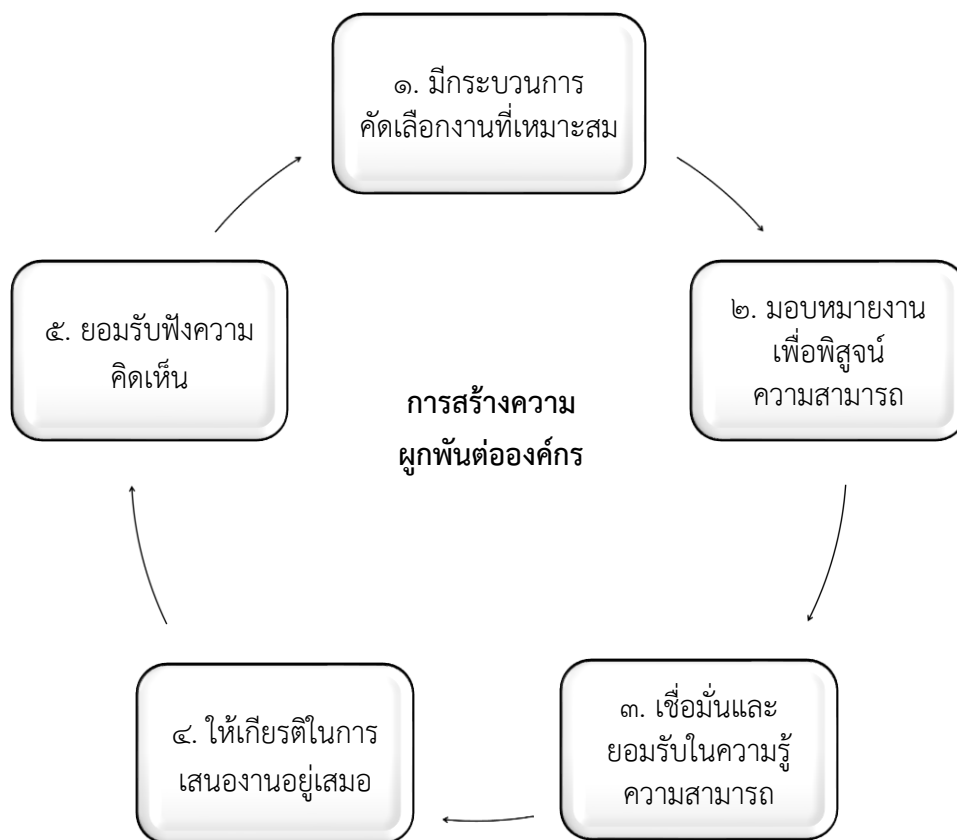 ๑. มีกระบวนการ
คัดเลือกงานที่เหมาะสม
๒. มอบหมายงาน
เพื่อพิสูจน์
ความสามารถ
๓. เชื่อมั่นและ
ยอมรับในความรู้
ความสามารถ
๔. ให้เกียรติในการ
เสนองานอยู่เสมอ
๕. ยอมรับฟังความ
คิดเห็น
การสร้างความ
ผูกพันต่อองค์กร